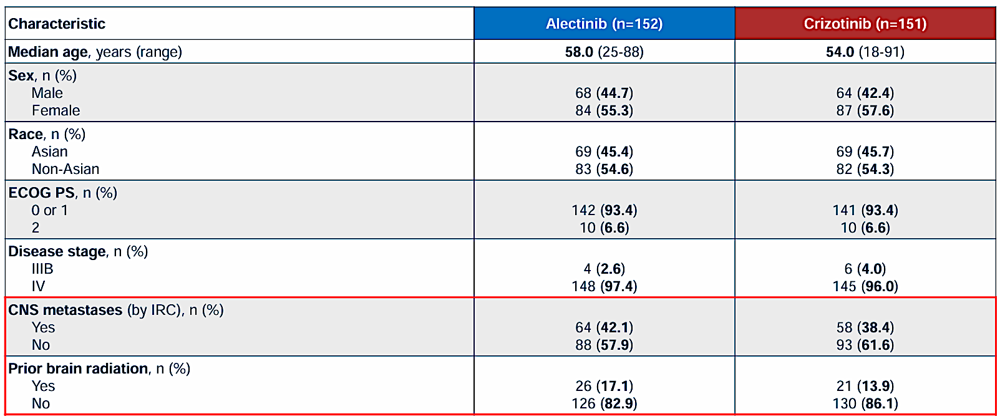 Characteristic Alectinib (n=152) Crizotinib (n=151)
Median age, years (range) 58.0 (25-88) 54.0 (18-91)
Sex, n (%)
Male 68 (44.7) 64 (42.4)
Female 84 (55.3) 87 (57.6)
Race, n (%)
Asian 69 (45.4) 69 (45.7)
Non-Asian 83 (54.6) 82 (54.3)
ECOG PS, n (%)
0 or 1 142 (93.4) 141 (93.4)
2 10 (6.6) 10 (6.6)
Disease stage, n (%)
IIIB 4 (2.6) 6 (4.0)
IV 148 (97.4) 145 (96.0)
CNS metastases (by IRC), n (%)
Yes 64 (42.1) 58 (38.4)
No 88 (57.9) 93 (61.6)
Prior brain radiation, n (%)
Yes 26 (17.1) 21 (13.9)
No 126 (82.9) 130 (86.1)